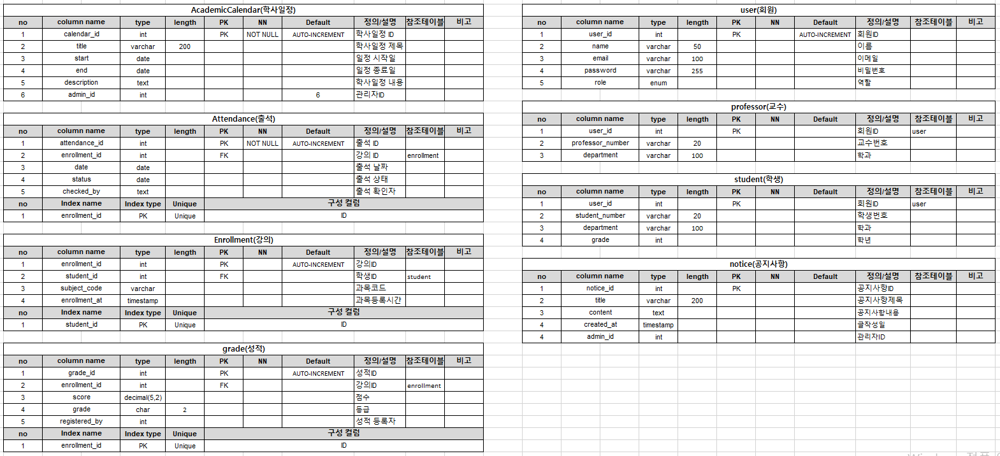 AcademicCalendar(학사일정)
no column name type length PK NN Default 정의/설명 참조테이블 비고
1 calendar_id int PK NOT NULL AUTO-INCREMENT 학사일정 ID
2 title varchar 200 학사일정 제목
3 start date 일정 시작일
4 end date 일정 종료일
5 description text 학사일정 내용
6 admin_id int 6 관리자ID
Attendance(출석)
no column name type length PK NN Default 정의/설명 참조테이블 비고
1 attendance_id int PK NOT NULL AUTO-INCREMENT 출석 ID
2 enrollment_id int FK 강의 ID enrollment
3 date date 출석 날짜
4 status date 출석 상태
5 checked_by text 출석 확인자
no Index name Index type Unique 구성 컬럼
1 enrollment_id PK Unique ID
Enrollment(강의)
no column name type length PK NN Default 정의/설명 참조테이블 비고
1 enrollment_id int PK AUTO-INCREMENT 강의ID
2 student_id int FK 학생ID student
3 subject_code varchar 과목코드
4 enrollment_at timestamp 과목등록시간
no Index name Index type Unique 구성 컬럼
1 student_id PK Unique ID
grade(성적)
no column name type length PK NN Default 정의/설명 참조테이블 비고
1 grade_id int PK AUTO-INCREMENT 성적ID
2 enrollment_id int FK 강의ID enrollment
3 score decimal(5,2) 점수
4 grade char 2 등급
5 registered_by int 성적 등록자
no Index name Index type Unique 구성 컬럼
1 enrollment_id PK Unique ID
user(회원)
no column name type length PK NN Default 정의/설명 참조테이블 비고
1 user_id int PK AUTO-INCREMENT 회원ID
2 name varchar 50 이름
3 email varchar 100 이메일
4 password varchar 255 비밀번호
5 role enum 역할
professor(교수)
no column name type length PK NN Default 정의/설명 참조테이블 비고
1 user_id int PK 회원ID user
2 professor_number varchar 20 교수번호
3 department varchar 100 학과
student(학생)
no column name type length PK NN Default 정의/설명 참조테이블 비고
1 user_id int PK 회원ID user
2 student_number varchar 20 학생번호
3 department varchar 100 학과
4 grade int 학년
notice(공지사항)
no column name type length PK NN Default 정의/설명 참조테이블 비고
1 notice_id int PK 공지사항ID
2 title varchar 200 공지사항제목
3 content text 공지사항내용
4 created_at timestamp 글작성일
4 admin_id int 관리자ID